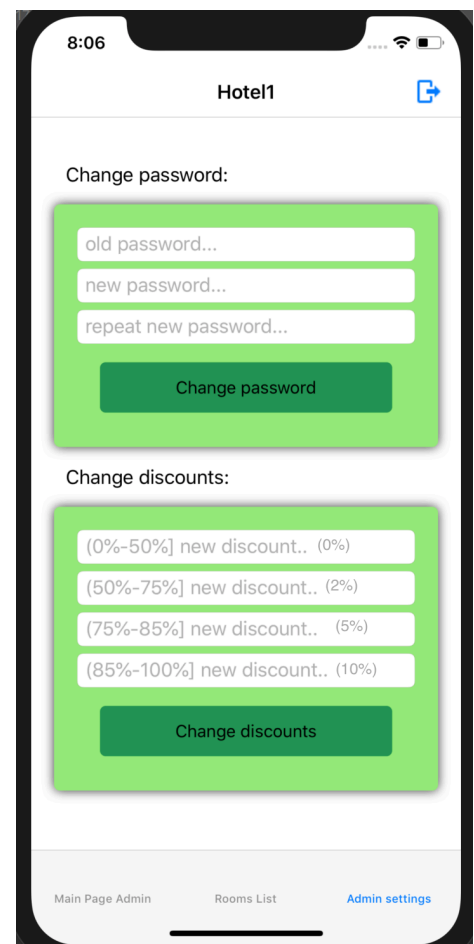 8:06
Hotel1
Change password:
old password...
new password...
repeat new password...
Change password
Change discounts:
(0%-50%] new discount.. (0%)
(50%-75%] new discount.. (2%)
(75%-85%] new discount.. (5%)
(85%-100%] new discount.. (10%)
Change discounts
Main Page Admin Rooms List Admin settings